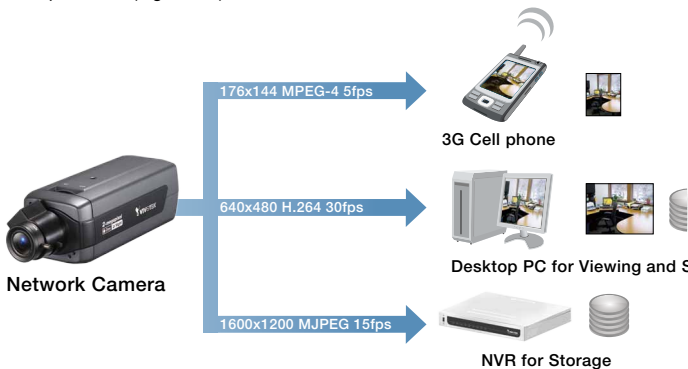 176x144 MPEG-4 5fps
3G Cell phone
640x480 H.264 30fps
Network Camera
Desktop PC for Viewing and S
1600x1200 MJPEG 15fps
NVR for Storage